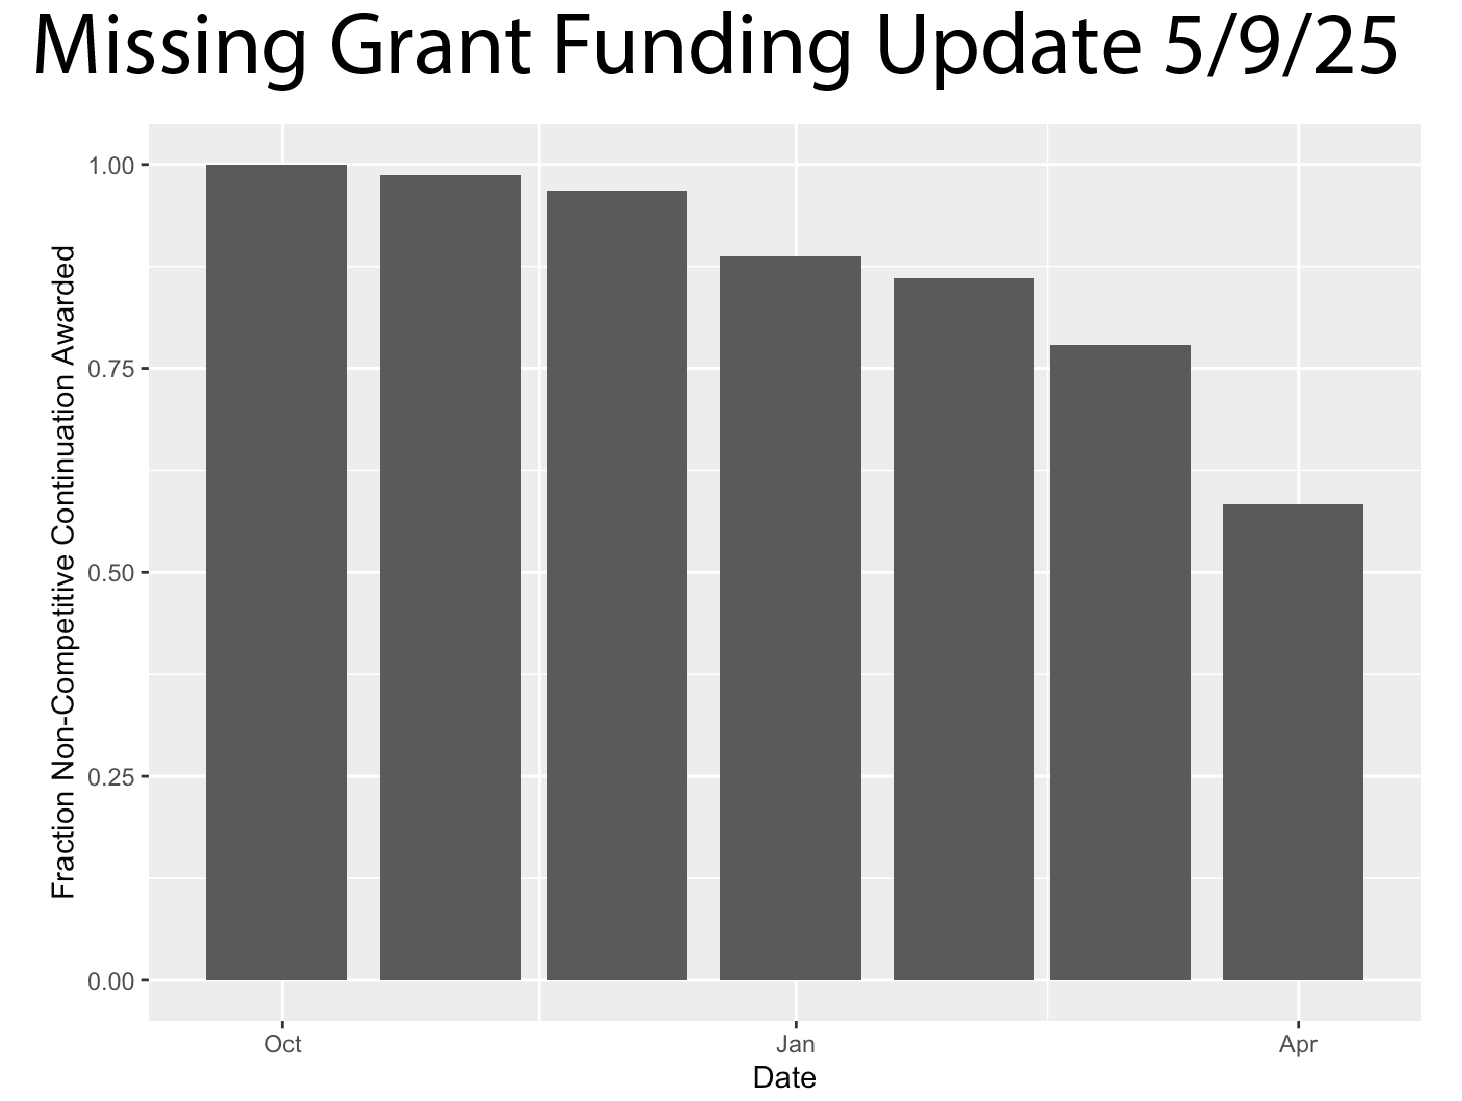 Missing Grant Funding Update 5/9/25
Fraction Non-Competitive Continuation Awarded
1.00
0.75
0.50
0.25
0.00
Oct
Jan
Apr
Date